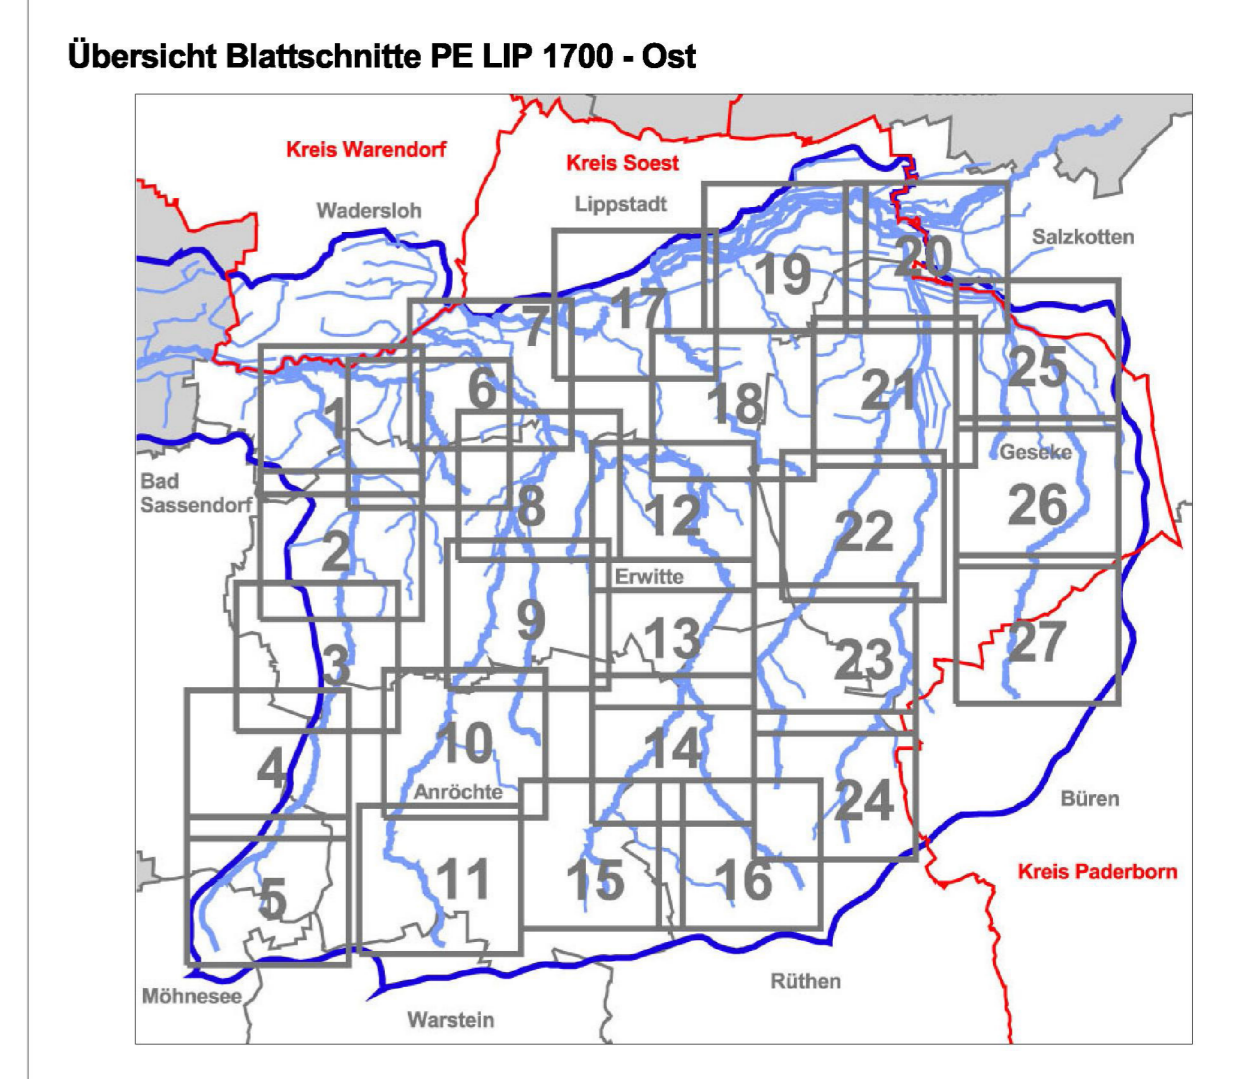 Übersicht Blattschnitte PE LIP 1700 - Ost
Kreis Warendorf
Kreis Soest
Lippstadt
Wadersloh
Salzkotten
20
19
17
7
25
6
21
18
1
Geseke
Bad
Sassendorf
26
8
12
22
2
Erwitte
9
13
27
23
3
10
14
4
Anröchte
24
Büren
Kreis Paderborn
11
15
16
5
Rüthen
Möhnesee
Warstein